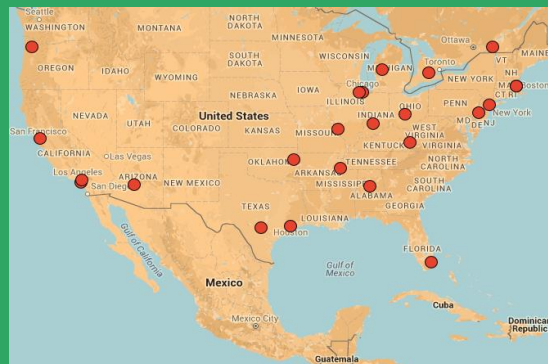 Seattle
WASHINGTON
MONTANA
NORTH
DAKOTA
MINNESOTA
Ottawa
MAINE
OREGON
IDAHO
WYOMING
SOUTH
DAKOTA
WISCONSIN
MICHIGAN
Toronto
VT
NH
NEW YORK
MA
Boston
CT
RI
NEBRASKA
IOWA
Chicago
ILLINOIS
INDIANA
OHIO
PENN
New York
MD
DE
NJ
NEVADA
UTAH
COLORADO
United States
KANSAS
MISSOURI
WEST
VIRGINIA
KENTUCKY
VIRGINIA
San Francisco
CALIFORNIA
Las Vegas
Los Angeles
San Diego
ARIZONA
NEW MEXICO
OKLAHOMA
ARKANSAS
TENNESSEE
NORTH
CAROLINA
MISSISSIPPI
SOUTH
CAROLINA
ALABAMA
GEORGIA
TEXAS
LOUISIANA
Houston
FLORIDA
Gulf of
California
Gulf of
Mexico
Mexico
Mexico City
Cuba
Dominican
Republic
Guatemala